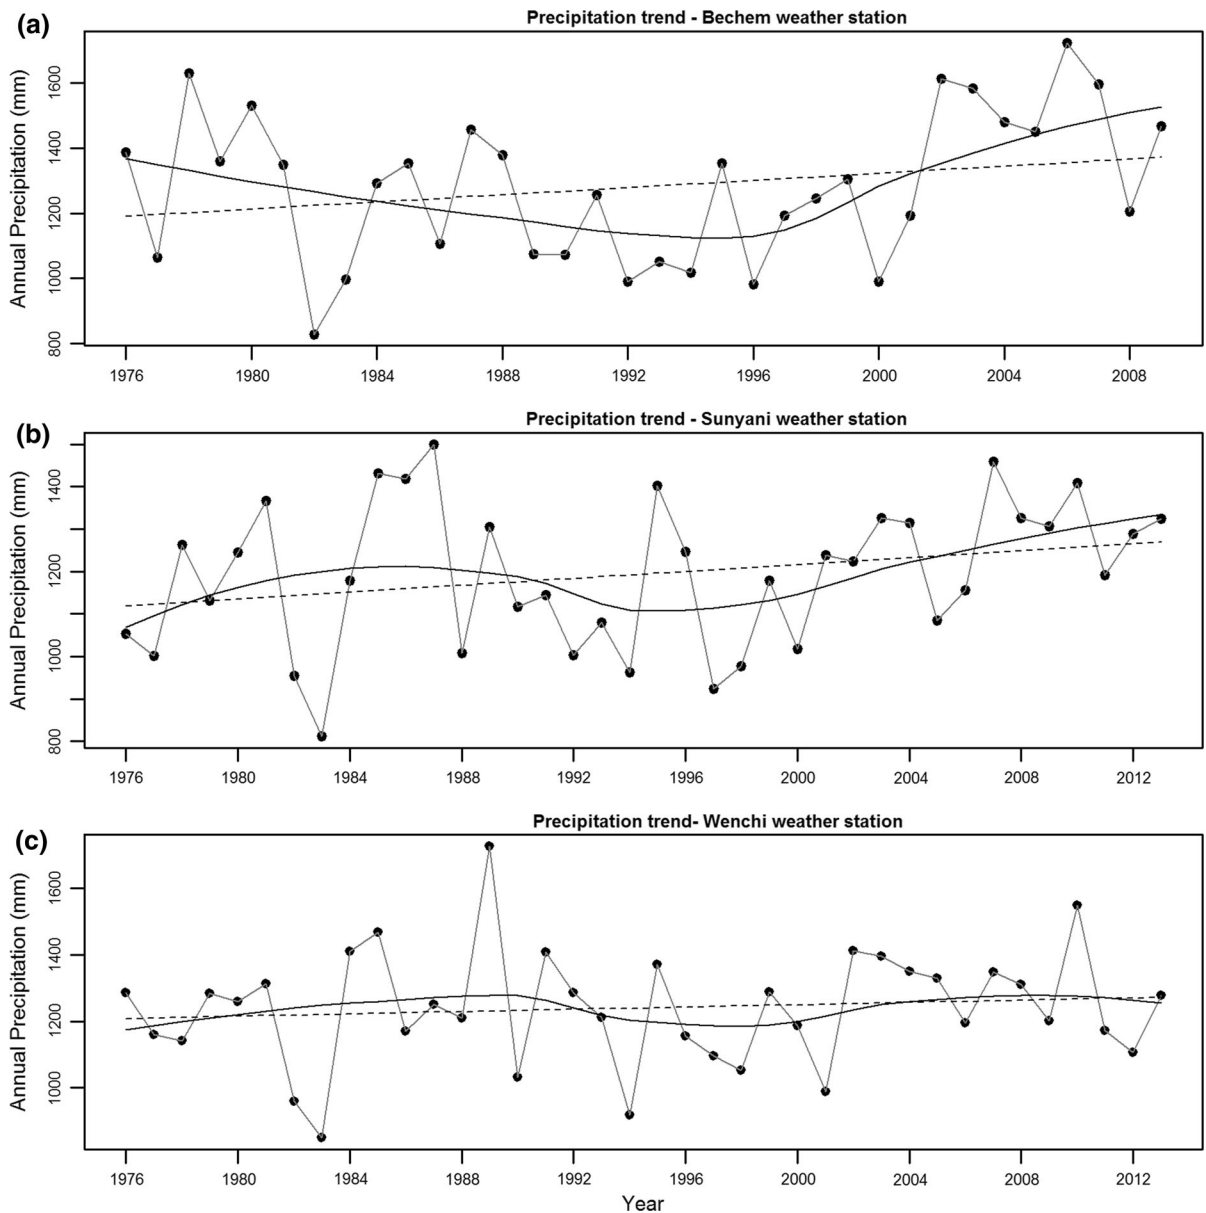 (a)
Precipitation trend - Bechem weather station
Annual Precipitation (mm)
1600
1400
1200
1000
800
1976 1980 1984 1988 1992 1996 2000 2004 2008
(b)
Precipitation trend - Sunyani weather station
Annual Precipitation (mm)
1400
1200
1000
800
1976 1980 1984 1988 1992 1996 2000 2004 2008 2012
(c)
Precipitation trend- Wenchi weather station
Annual Precipitation (mm)
1600
1400
1200
1000
1976 1980 1984 1988 1992 1996 2000 2004 2008 2012
Year